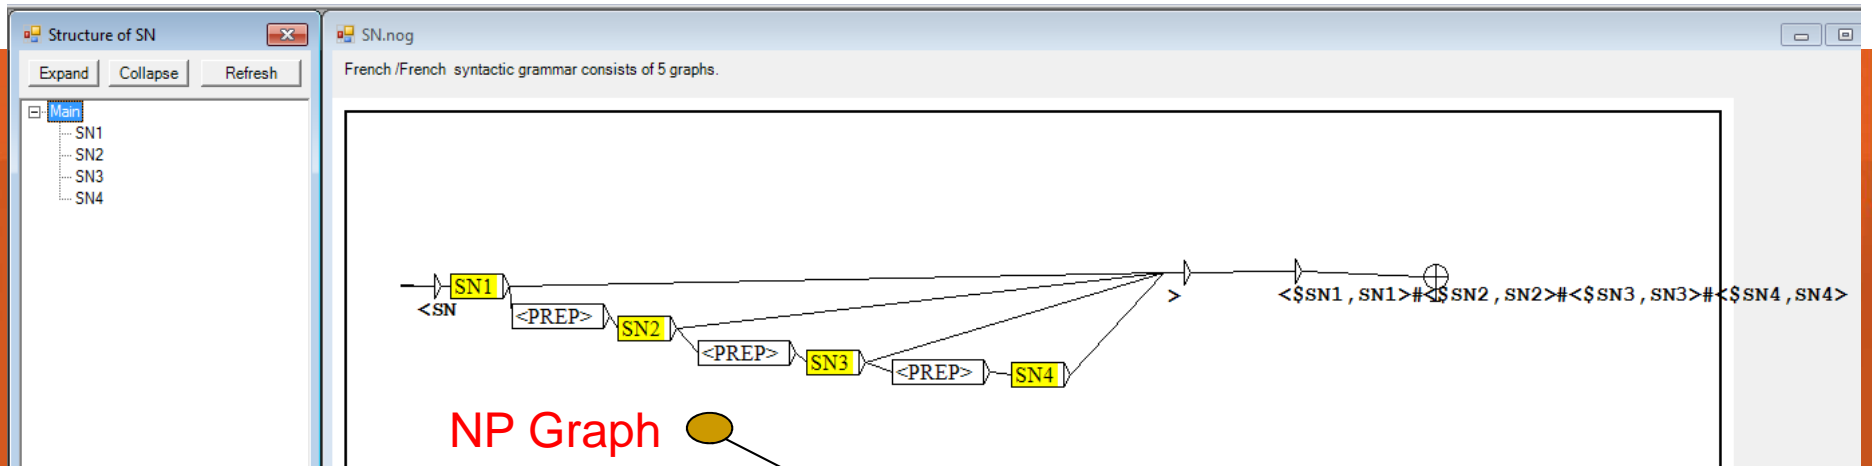 Structure of SN
Expand Collapse Refresh
Main
SN1
SN2
SN3
SN4
SN.nog
French /French syntactic grammar consists of 5 graphs.
<SN
SN1
<PREP>
SN2
<PREP>
SN3
<PREP>
SN4
>
<$SN1,SN1>#<$SN2,SN2>#<$SN3,SN3>#<$SN4,SN4>
NP Graph